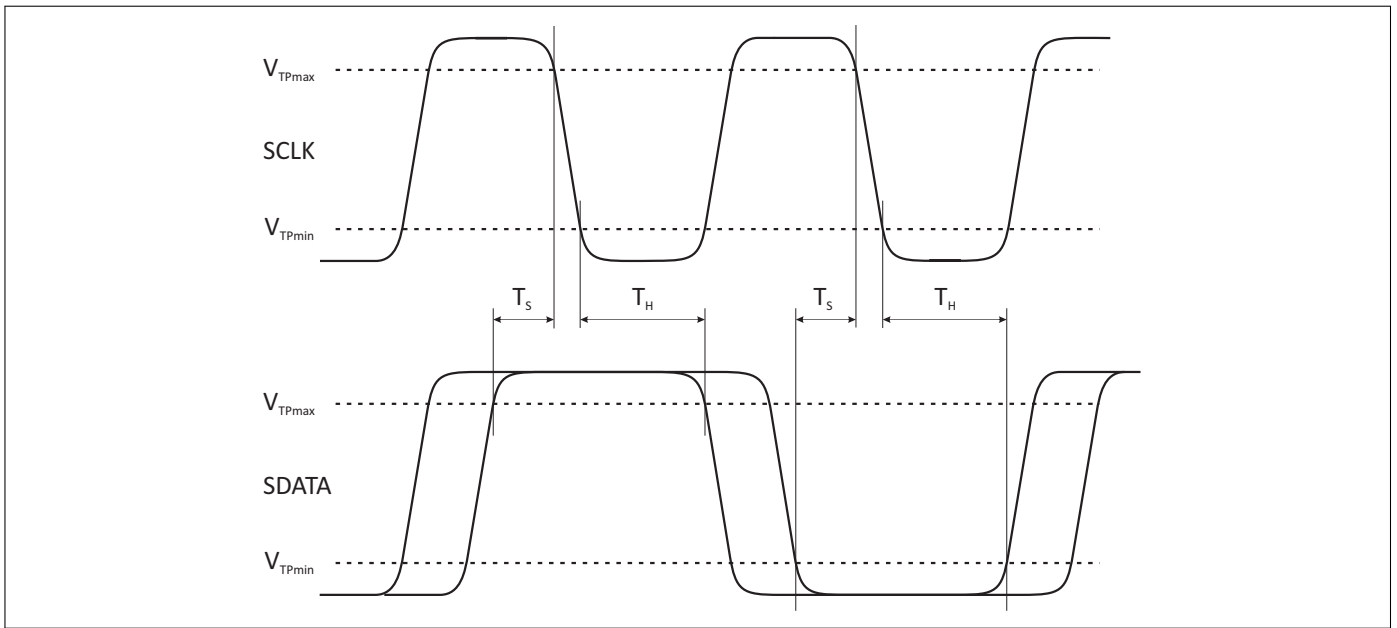 V_TPmax
SCLK
V_TPmin
T_S T_H T_S T_H
V_TPmax
SDATA
V_TPmin